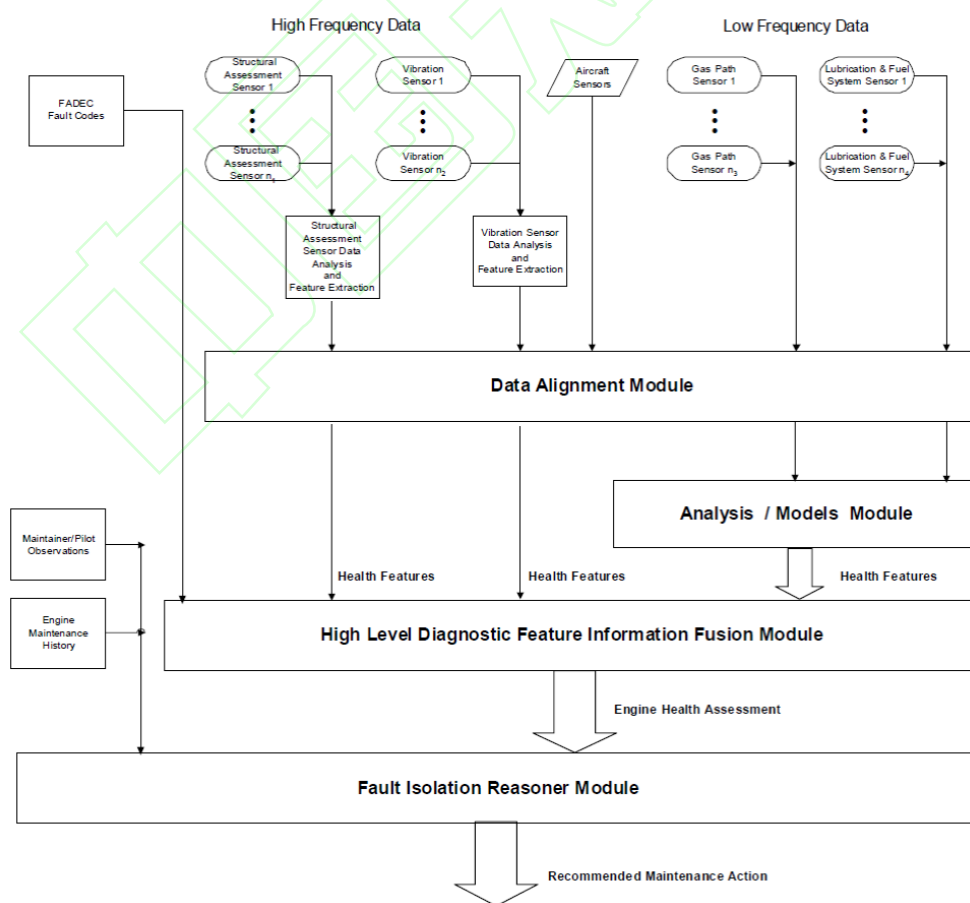 High Frequency Data
Low Frequency Data
FADEC
Fault Codes
Structural
Assessment
Sensor 1
Vibration
Sensor 1
Aircraft
Sensors
Gas Path
Sensor 1
Lubrication & Fuel
System Sensor 1
Structural
Assessment
Sensor n₁
Vibration
Sensor n₂
Gas Path
Sensor n₃
Lubrication & Fuel
System Sensor n₄
Structural
Assessment
Sensor Data
Analysis
and
Feature Extraction
Vibration Sensor
Data Analysis
and
Feature Extraction
Data Alignment Module
Analysis / Models Module
Maintainer/Pilot
Observations
Health Features
Health Features
Health Features
Engine
Maintenance
History
High Level Diagnostic Feature Information Fusion Module
Engine Health Assessment
Fault Isolation Reasoner Module
Recommended Maintenance Action